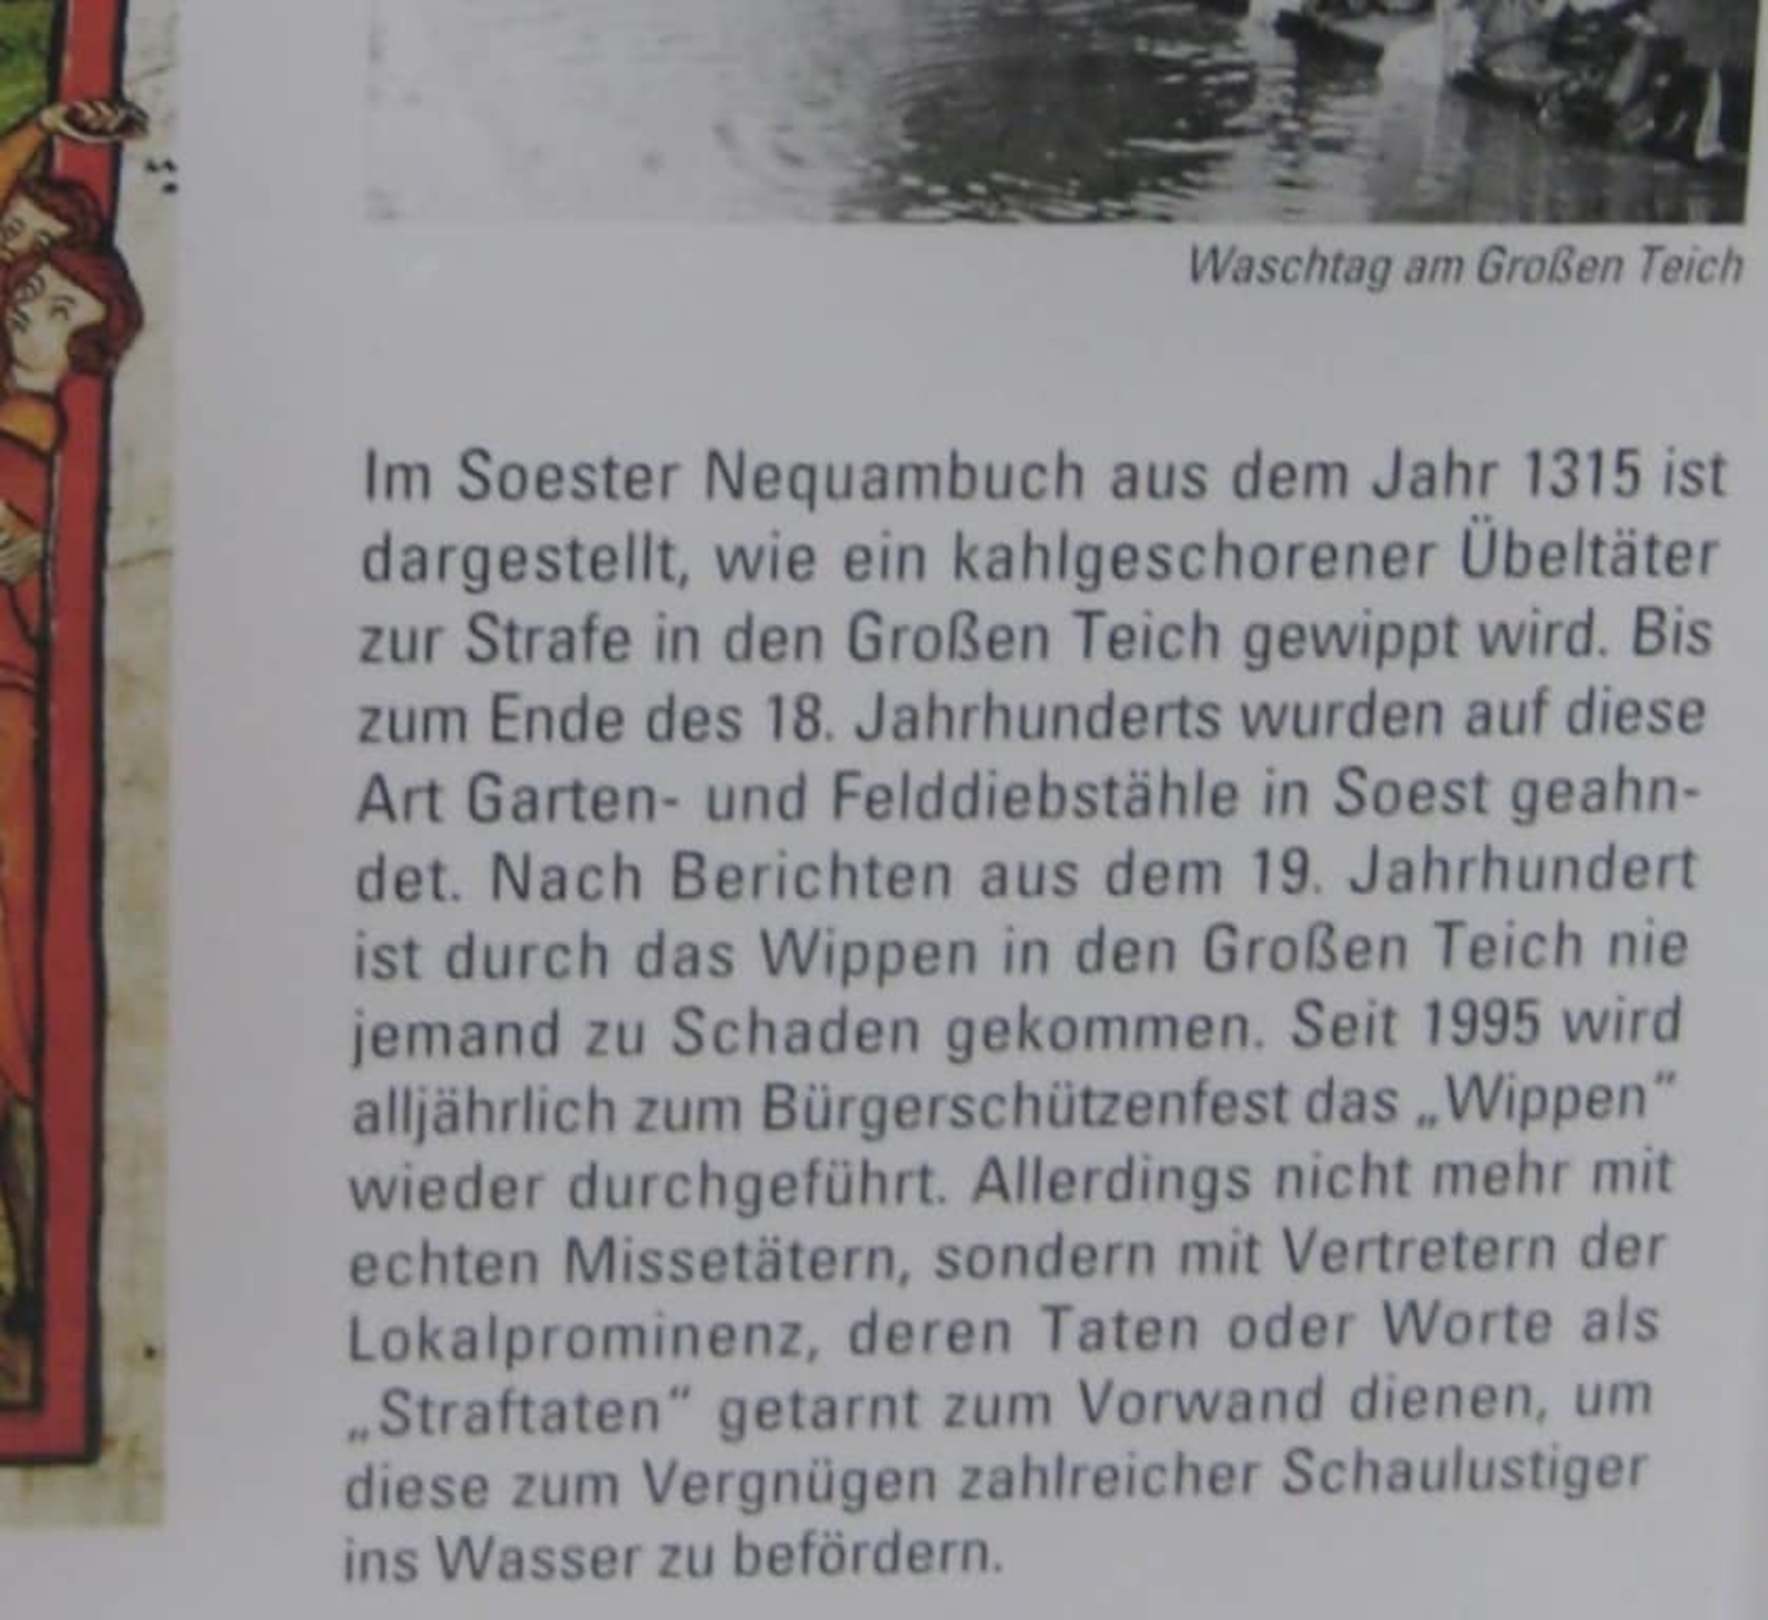 Waschtag am Großen Teich
Im Soester Nequambuch aus dem Jahr 1315 ist
dargestellt, wie ein kahlgeschorener Übeltäter
zur Strafe in den Großen Teich gewippt wird. Bis
zum Ende des 18. Jahrhunderts wurden auf diese
Art Garten- und Felddiebstähle in Soest geahn-
det. Nach Berichten aus dem 19. Jahrhundert
ist durch das Wippen in den Großen Teich nie
jemand zu Schaden gekommen. Seit 1995 wird
alljährlich zum Bürgerschützenfest das „Wippen“
wieder durchgeführt. Allerdings nicht mehr mit
echten Missetätern, sondern mit Vertretern der
Lokalprominenz, deren Taten oder Worte als
„Straftaten“ getarnt zum Vorwand dienen, um
diese zum Vergnügen zahlreicher Schaulustiger
ins Wasser zu befördern.